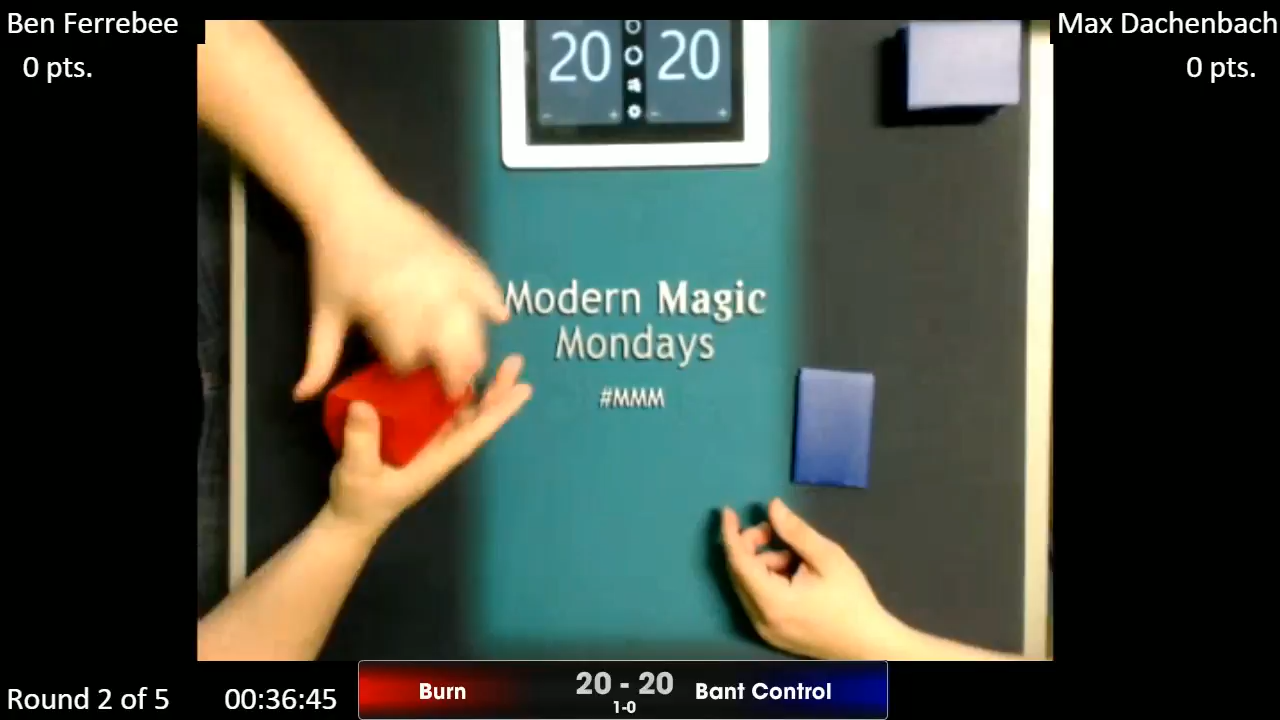 Ben Ferrebee
0 pts.
Max Dachenbach
0 pts.
20 20
- + - +
Modern Magic
Mondays
#MMM
Round 2 of 5
00:36:45
Burn
20 - 20
1-0
Bant Control